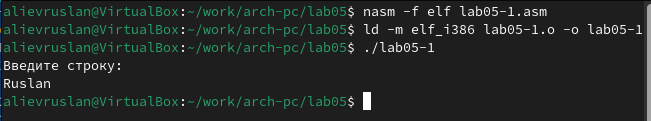 alievruslan@VirtualBox:~/work/arch-pc/lab05$ nasm -f elf lab05-1.asm
alievruslan@VirtualBox:~/work/arch-pc/lab05$ ld -m elf_i386 lab05-1.o -o lab05-1
alievruslan@VirtualBox:~/work/arch-pc/lab05$ ./lab05-1
Введите строку:
Ruslan
alievruslan@VirtualBox:~/work/arch-pc/lab05$